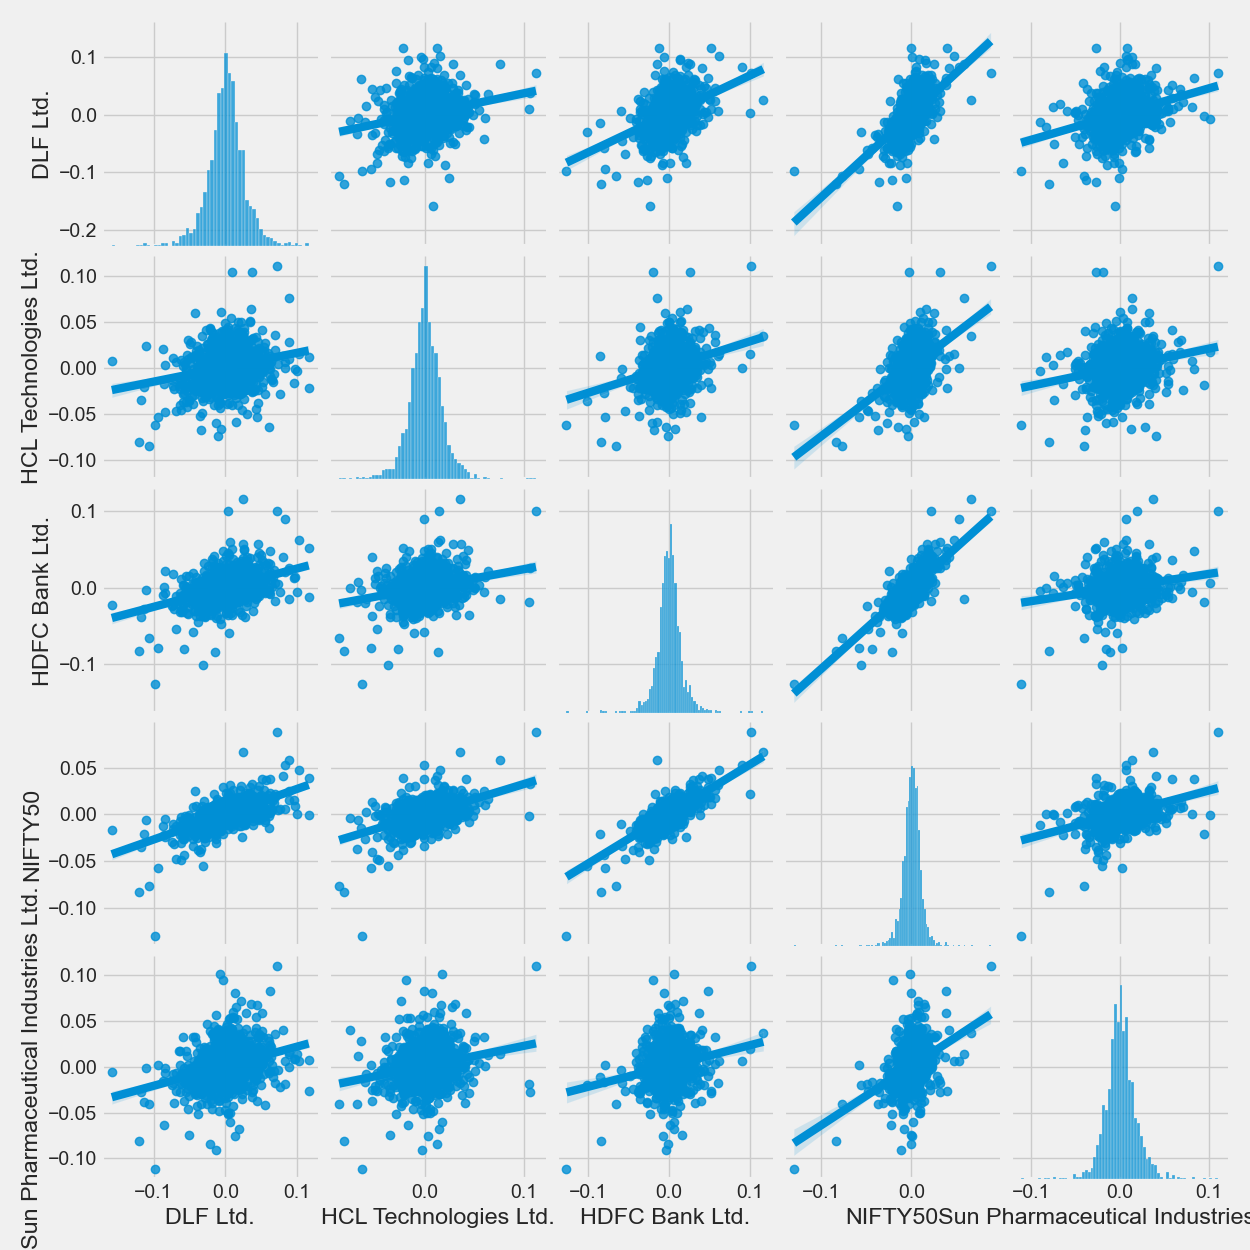 DLF Ltd.
0.1
0.0
−0.1
−0.2
HCL Technologies Ltd.
0.10
0.05
0.00
−0.05
−0.10
HDFC Bank Ltd.
0.1
0.0
−0.1
NIFTY50
0.05
0.00
−0.05
−0.10
Sun Pharmaceutical Industries Ltd.
0.10
0.05
0.00
−0.05
−0.10
−0.1 0.0 0.1
DLF Ltd.
0.0 0.1
HCL Technologies Ltd.
−0.1 0.0 0.1
HDFC Bank Ltd.
−0.1 0.0
NIFTY50
−0.1 0.0 0.1
Sun Pharmaceutical Industries